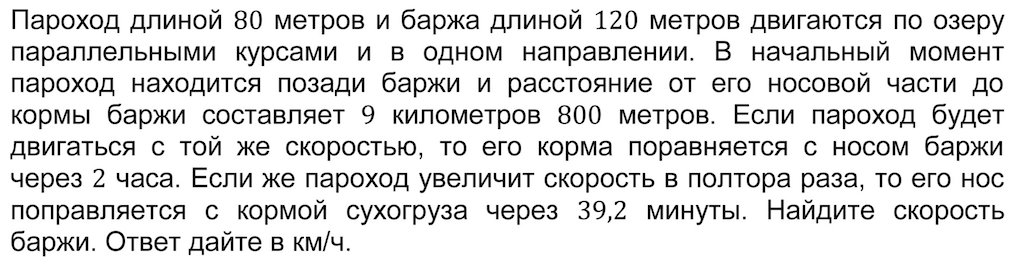 Пароход длиной 80 метров и баржа длиной 120 метров двигаются по озеру
параллельными курсами и в одном направлении. В начальный момент
пароход находится позади баржи и расстояние от его носовой части до
кормы баржи составляет 9 километров 800 метров. Если пароход будет
двигаться с той же скоростью, то его корма поравняется с носом баржи
через 2 часа. Если же пароход увеличит скорость в полтора раза, то его нос
поправляется с кормой сухогруза через 39,2 минуты. Найдите скорость
баржи. Ответ дайте в км/ч.